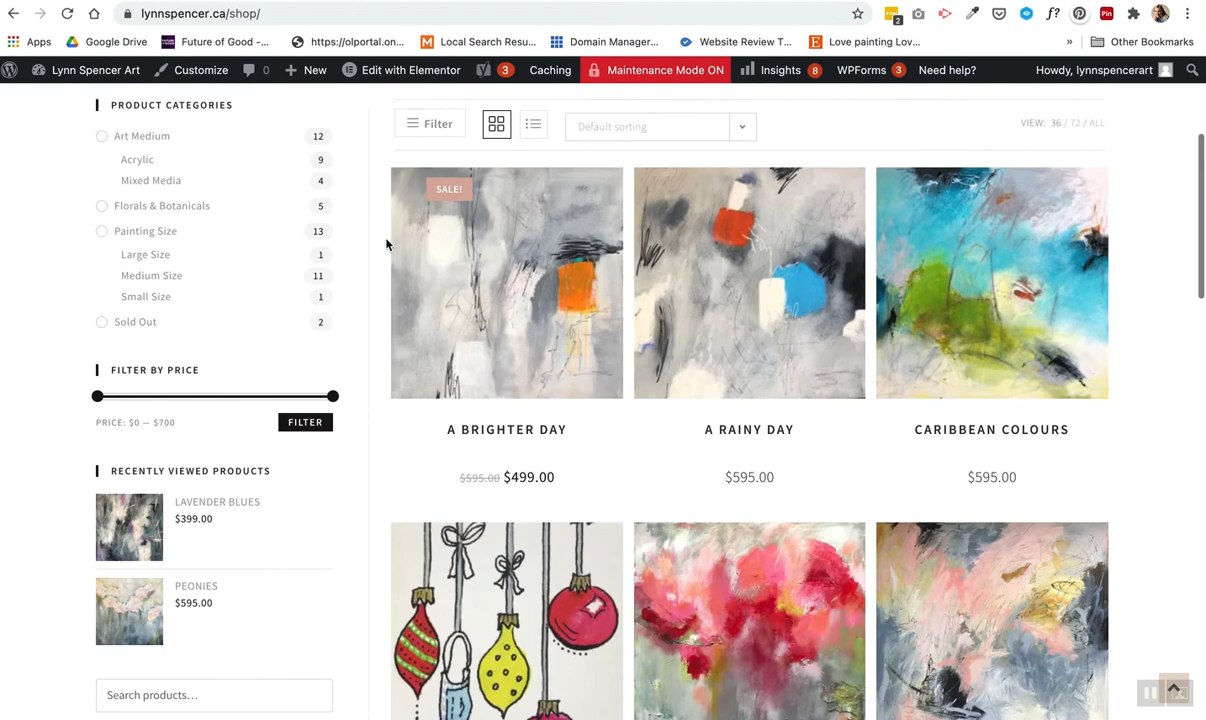 lynnspencer.ca/shop/
Apps
Google Drive
Future of Good -...
https://olportal.on...
Local Search Resu...
Domain Manager...
Website Review T...
Love painting Lov...
»
Other Bookmarks
2
f?
Pin
Lynn Spencer Art
Customize
0
New
Edit with Elementor
3
Caching
Maintenance Mode ON
Insights 8
WPForms 3
Need help?
Howdy, lynnspencerart
PRODUCT CATEGORIES
Art Medium 12
Acrylic 9
Mixed Media 4
Florals & Botanicals 5
Painting Size 13
Large Size 1
Medium Size 11
Small Size 1
Sold Out 2
FILTER BY PRICE
PRICE: $0 — $700
FILTER
RECENTLY VIEWED PRODUCTS
LAVENDER BLUES
$399.00
PEONIES
$595.00
Search products...
Filter
Default sorting
VIEW: 36 / 72 / ALL
SALE!
A BRIGHTER DAY
$595.00 $499.00
A RAINY DAY
$595.00
CARIBBEAN COLOURS
$595.00